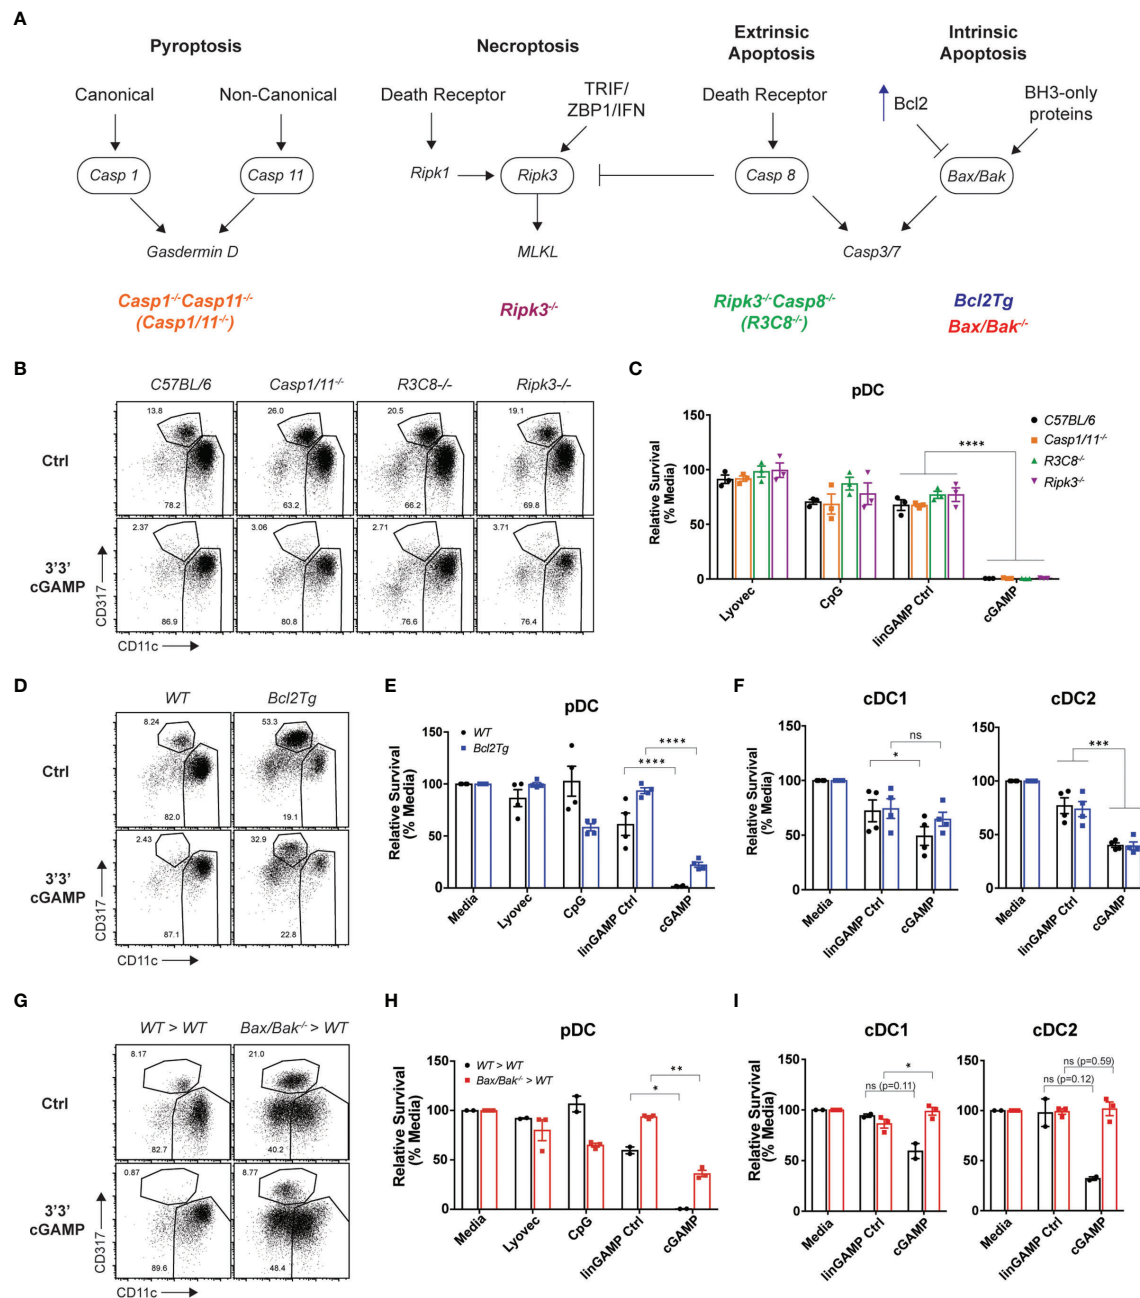 A
Pyroptosis
Necroptosis
Extrinsic
Apoptosis
Intrinsic
Apoptosis
Canonical
Non-Canonical
Death Receptor
TRIF/
ZBP1/IFN
Death Receptor
Bcl2
BH3-only
proteins
Casp 1
Casp 11
Ripk1
Ripk3
Casp 8
Bax/Bak
Gasdermin D
MLKL
Casp3/7
Casp1-/-Casp11-/-
(Casp1/11-/-)
Ripk3-/-
Ripk3-/-Casp8-/-
(R3C8-/-)
Bcl2Tg
Bax/Bak-/-
B
C57BL/6
Casp1/11-/-
R3C8-/-
Ripk3-/-
Ctrl
13.8
78.2
26.0
63.2
20.5
66.2
19.1
69.8
3'3'
cGAMP
2.37
86.9
3.06
80.8
2.71
76.6
3.71
76.4
CD317
CD11c
C
pDC
Relative Survival
(% Media)
150
100
50
0
****
C57BL/6
Casp1/11-/-
R3C8-/-
Ripk3-/-
Lyovec
CpG
linGAMP Ctrl
cGAMP
D
WT
Bcl2Tg
Ctrl
8.24
82.0
53.3
19.1
3'3'
cGAMP
2.43
87.1
32.9
22.8
CD317
CD11c
E
pDC
Relative Survival
(% Media)
150
100
50
0
WT
Bcl2Tg
****
****
Media
Lyovec
CpG
linGAMP Ctrl
cGAMP
F
cDC1
Relative Survival
(% Media)
150
100
50
0
ns
*
Media
linGAMP Ctrl
cGAMP
cDC2
150
100
50
0
***
Media
linGAMP Ctrl
cGAMP
G
WT > WT
Bax/Bak-/- > WT
Ctrl
8.17
82.7
21.0
40.2
3'3'
cGAMP
0.87
89.6
8.77
48.4
CD317
CD11c
H
pDC
Relative Survival
(% Media)
150
100
50
0
WT > WT
Bax/Bak-/- > WT
**
*
Media
Lyovec
CpG
linGAMP Ctrl
cGAMP
I
cDC1
Relative Survival
(% Media)
150
100
50
0
*
ns (p=0.11)
Media
linGAMP Ctrl
cGAMP
cDC2
150
100
50
0
ns (p=0.59)
ns (p=0.12)
Media
linGAMP Ctrl
cGAMP